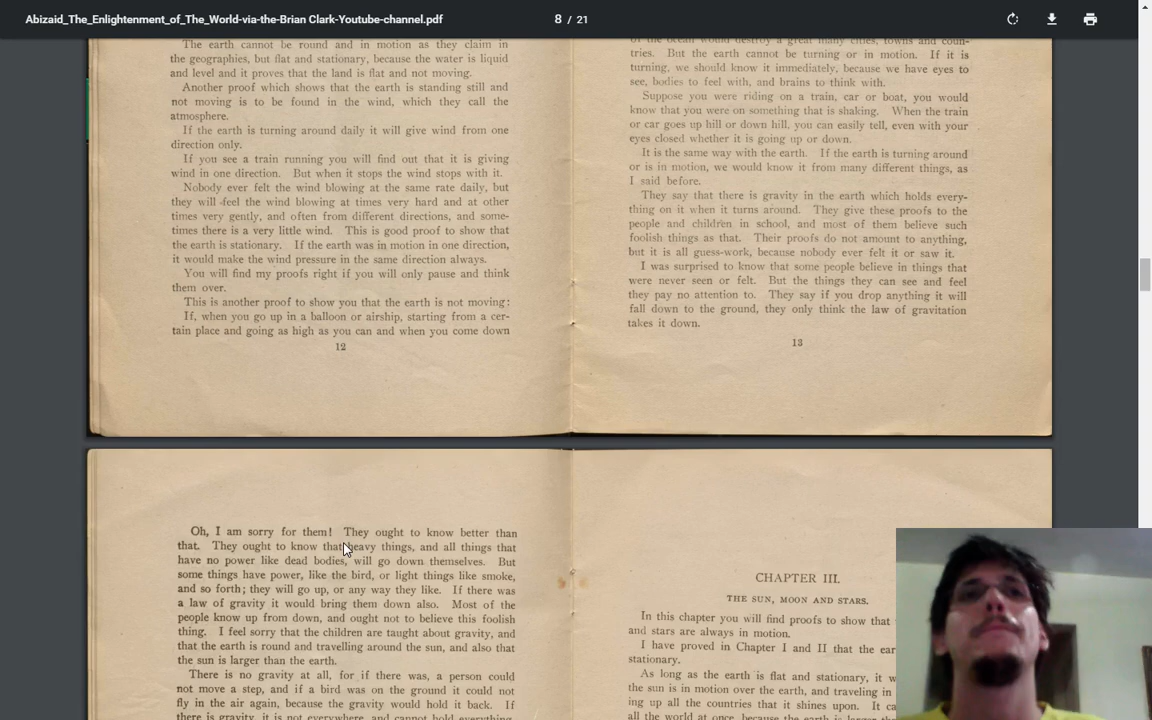 Abizaid_The_Enlightenment_of_The_World-via-the-Brian Clark-Youtube-channel.pdf
8 / 21
The earth cannot be round and in motion as they claim in
the geographies, but flat and stationary, because the water is liquid
and level and it proves that the land is flat and not moving.
Another proof which shows that the earth is standing still and
not moving is to be found in the wind, which they call the
atmosphere.
If the earth is turning around daily it will give wind from one
direction only.
If you see a train running you will find out that it is giving
wind in one direction. But when it stops the wind stops with it.
Nobody ever felt the wind blowing at the same rate daily, but
they will feel the wind blowing at times very hard and at other
times very gently, and often from different directions, and some-
times there is a very little wind. This is good proof to show that
the earth is stationary. If the earth was in motion in one direction,
it would make the wind pressure in the same direction always.
You will find my proofs right if you will only pause and think
them over.
This is another proof to show you that the earth is not moving:
If, when you go up in a balloon or airship, starting from a cer-
tain place and going as high as you can and when you come down
12
of the ocean would destroy a great many cities, towns and coun-
tries. But the earth cannot be turning or in motion. If it is
turning, we should know it immediately, because we have eyes to
see, bodies to feel with, and brains to think with.
Suppose you were riding on a train, car or boat, you would
know that you were on something that is shaking. When the train
or car goes up hill or down hill, you can easily tell, even with your
eyes closed whether it is going up or down.
It is the same way with the earth. If the earth is turning around
or is in motion, we would know it from many different things, as
I said before.
They say that there is gravity in the earth which holds every-
thing on it when it turns around. They give these proofs to the
people and children in school, and most of them believe such
foolish things as that. Their proofs do not amount to anything,
but it is all guess-work, because nobody ever felt it or saw it.
I was surprised to know that some people believe in things that
were never seen or felt. But the things they can see and feel
they pay no attention to. They say if you drop anything it will
fall down to the ground, they only think the law of gravitation
takes it down.
13
Oh, I am sorry for them! They ought to know better than
that. They ought to know that heavy things, and all things that
have no power like dead bodies, will go down themselves. But
some things have power, like the bird, or light things like smoke,
and so forth; they will go up, or any way they like. If there was
a law of gravity it would bring them down also. Most of the
people know up from down, and ought not to believe this foolish
thing. I feel sorry that the children are taught about gravity, and
that the earth is round and travelling around the sun, and also that
the sun is larger than the earth.
There is no gravity at all, for if there was, a person could
not move a step, and if a bird was on the ground it could not
fly in the air again, because the gravity would hold it back. If
there is gravity, it is not everywhere, and cannot hold everything
CHAPTER III.
THE SUN, MOON AND STARS.
In this chapter you will find proofs to show that
and stars are always in motion.
I have proved in Chapter I and II that the ear
stationary.
As long as the earth is flat and stationary, it w
the sun is in motion over the earth, and traveling in
ing up all the countries that it shines upon. It ca
all the world at once, because the earth is larger tha